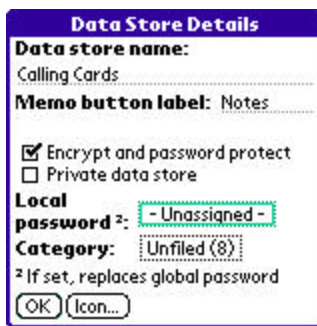 Data Store Details
Data store name:
Calling Cards
Memo button label: Notes
Encrypt and password protect
Private data store
Local
password ²: - Unassigned -
Category: Unfiled (8)
² If set, replaces global password
OK Icon...